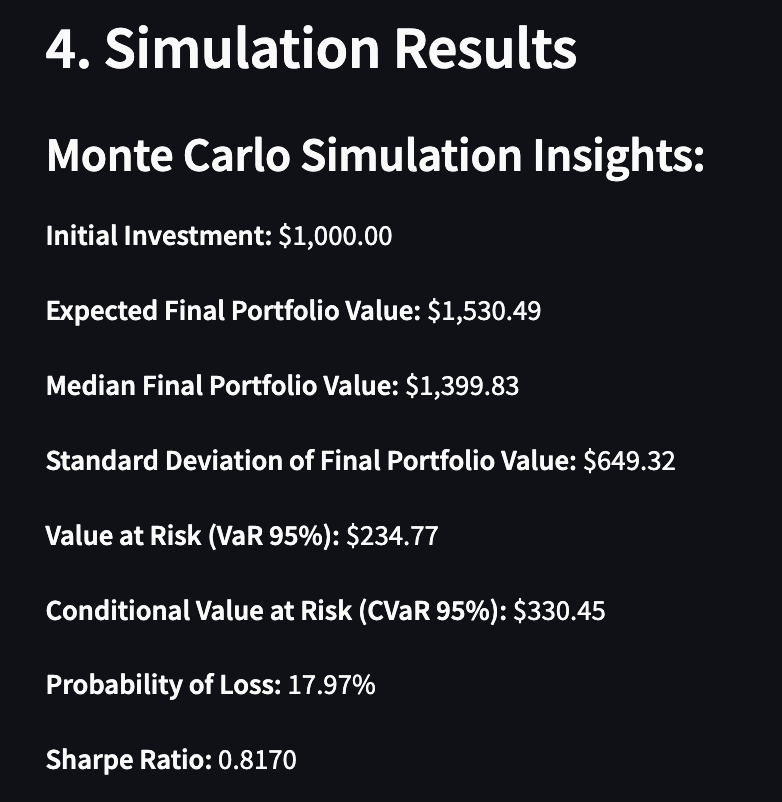 4. Simulation Results
Monte Carlo Simulation Insights:
Initial Investment: $1,000.00
Expected Final Portfolio Value: $1,530.49
Median Final Portfolio Value: $1,399.83
Standard Deviation of Final Portfolio Value: $649.32
Value at Risk (VaR 95%): $234.77
Conditional Value at Risk (CVaR 95%): $330.45
Probability of Loss: 17.97%
Sharpe Ratio: 0.8170